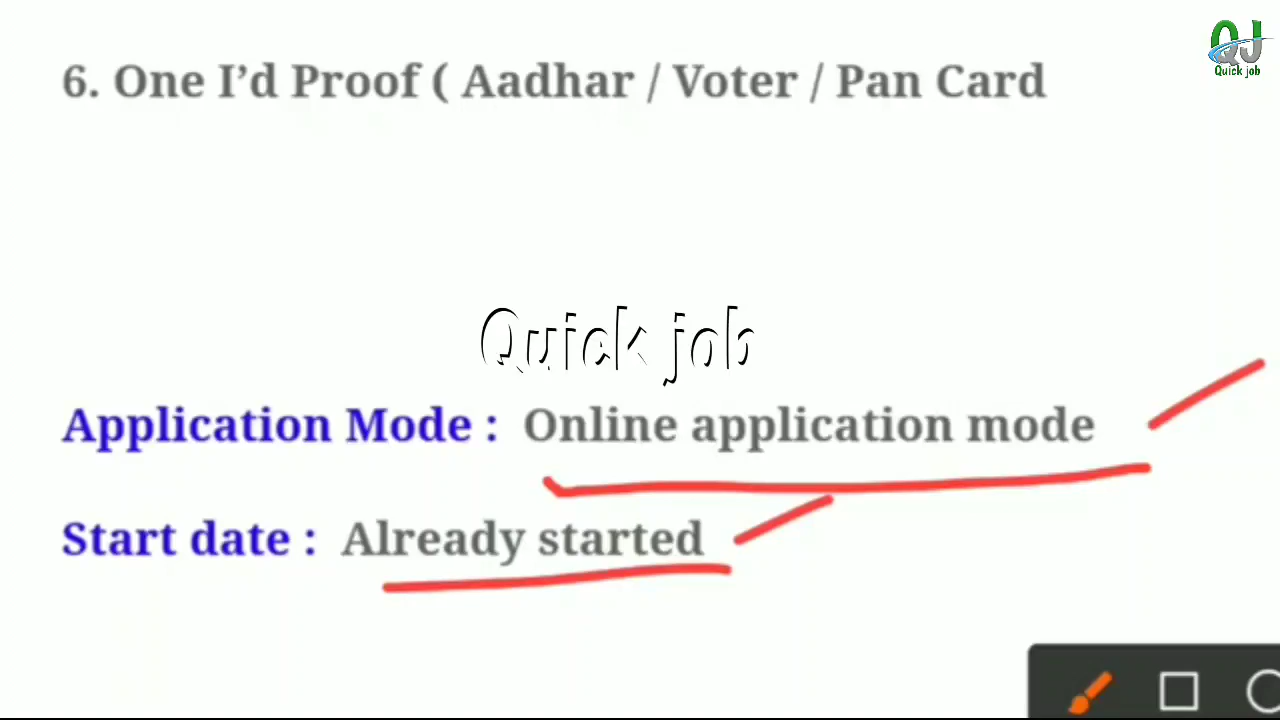 QJ
Quick job
6. One I’d Proof ( Aadhar / Voter / Pan Card
Quick job
Application Mode : Online application mode
Start date : Already started